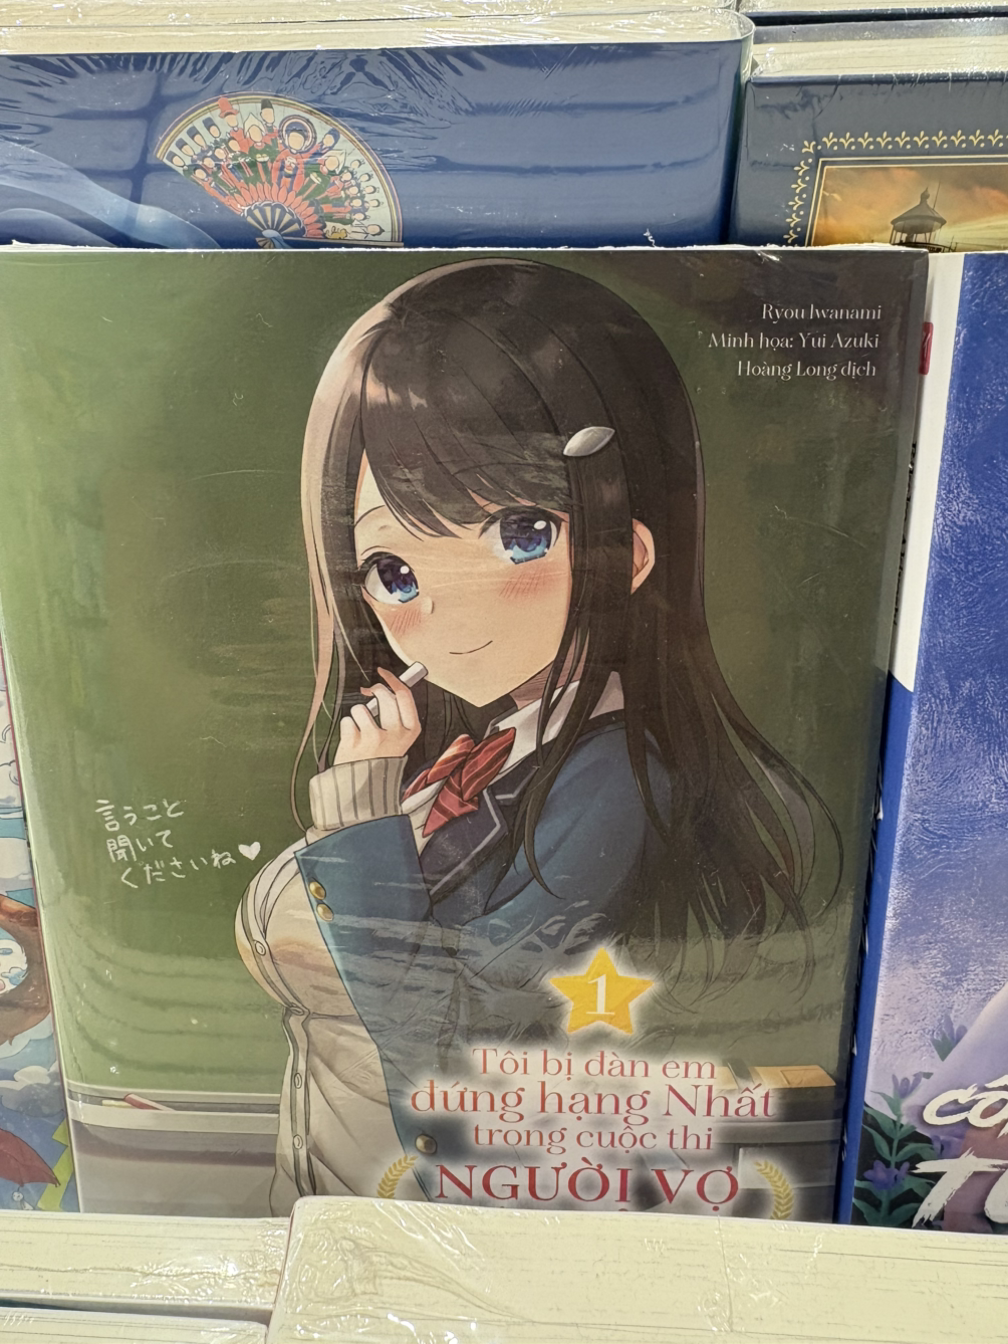 Ryou Iwanami
Minh họa: Yui Azuki
Hoàng Long dịch
言うこと
聞いて
くださいね♥
1
Tôi bị đàn em
đứng hạng Nhất
trong cuộc thi
NGƯỜI VỢ